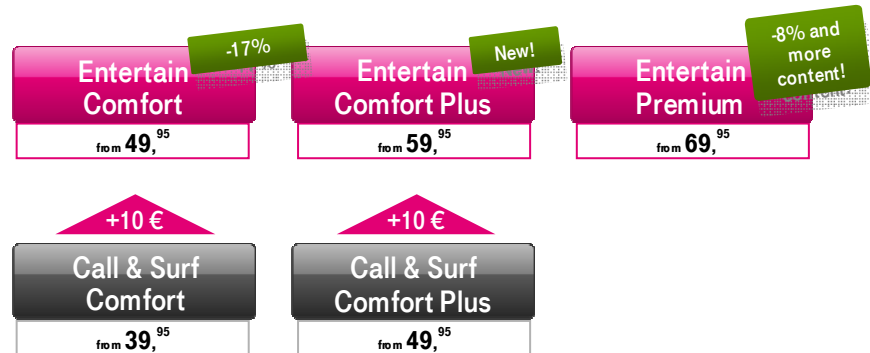 -17%
Entertain
Comfort
from 49,95
New!
Entertain
Comfort Plus
from 59,95
-8% and
more
content!
Entertain
Premium
from 69,95
+10 €
Call & Surf
Comfort
from 39,95
+10 €
Call & Surf
Comfort Plus
from 49,95